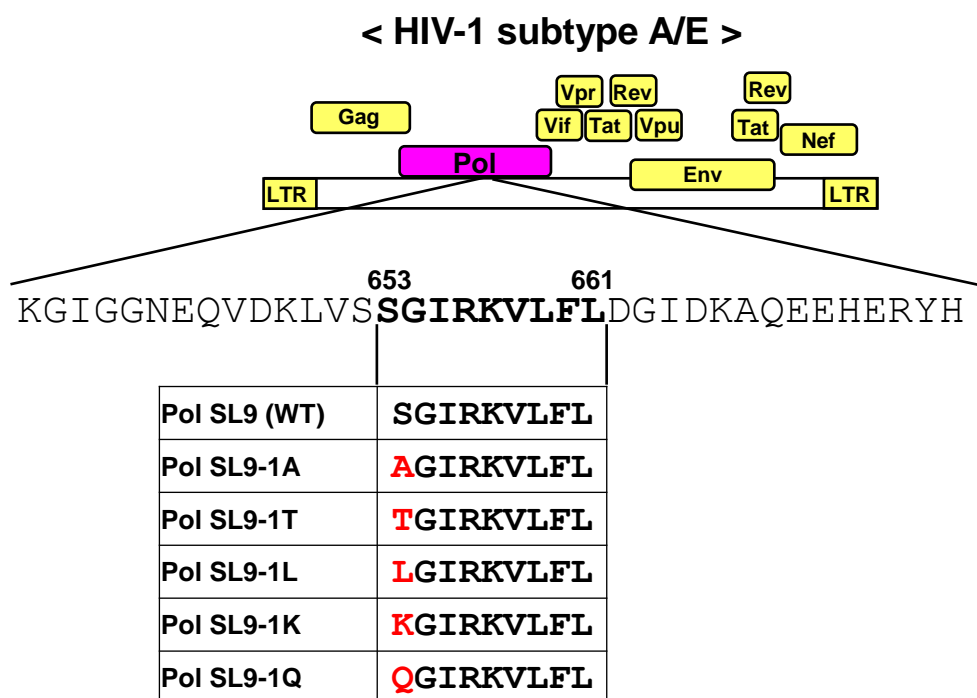 < HIV-1 subtype A/E >
Vpr Rev Rev
Gag Vif Tat Vpu Tat Nef
Pol Env
LTR LTR
653 661
KGIGGNEQVDKLVSSGIRKVLFLDGIDKAQEEHERYH
Pol SL9 (WT) SGIRKVLFL
Pol SL9-1A AGIRKVLFL
Pol SL9-1T TGIRKVLFL
Pol SL9-1L LGIRKVLFL
Pol SL9-1K KGIRKVLFL
Pol SL9-1Q QGIRKVLFL